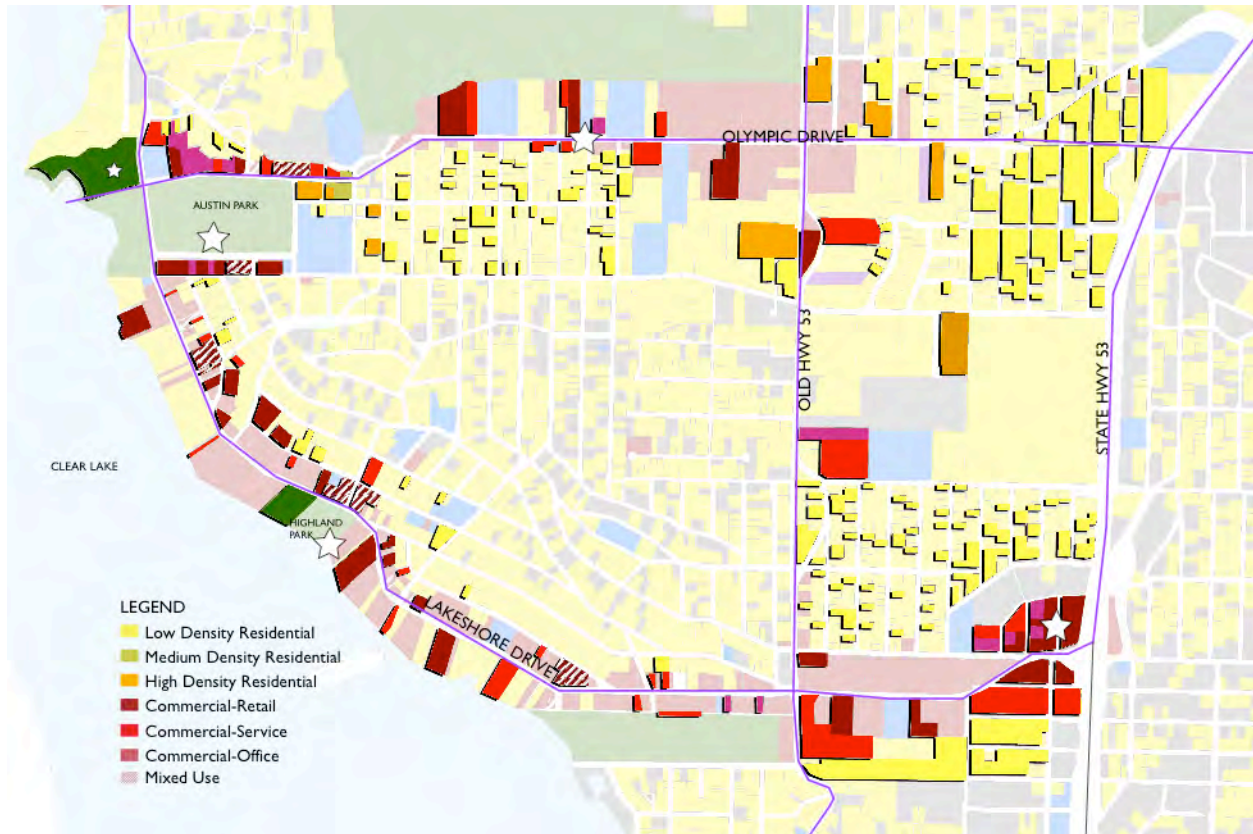 OLYMPIC DRIVE
AUSTIN PARK
OLD HWY 53
STATE HWY 53
CLEAR LAKE
HIGHLAND
PARK
LAKESHORE DRIVE
LEGEND
Low Density Residential
Medium Density Residential
High Density Residential
Commercial-Retail
Commercial-Service
Commercial-Office
Mixed Use